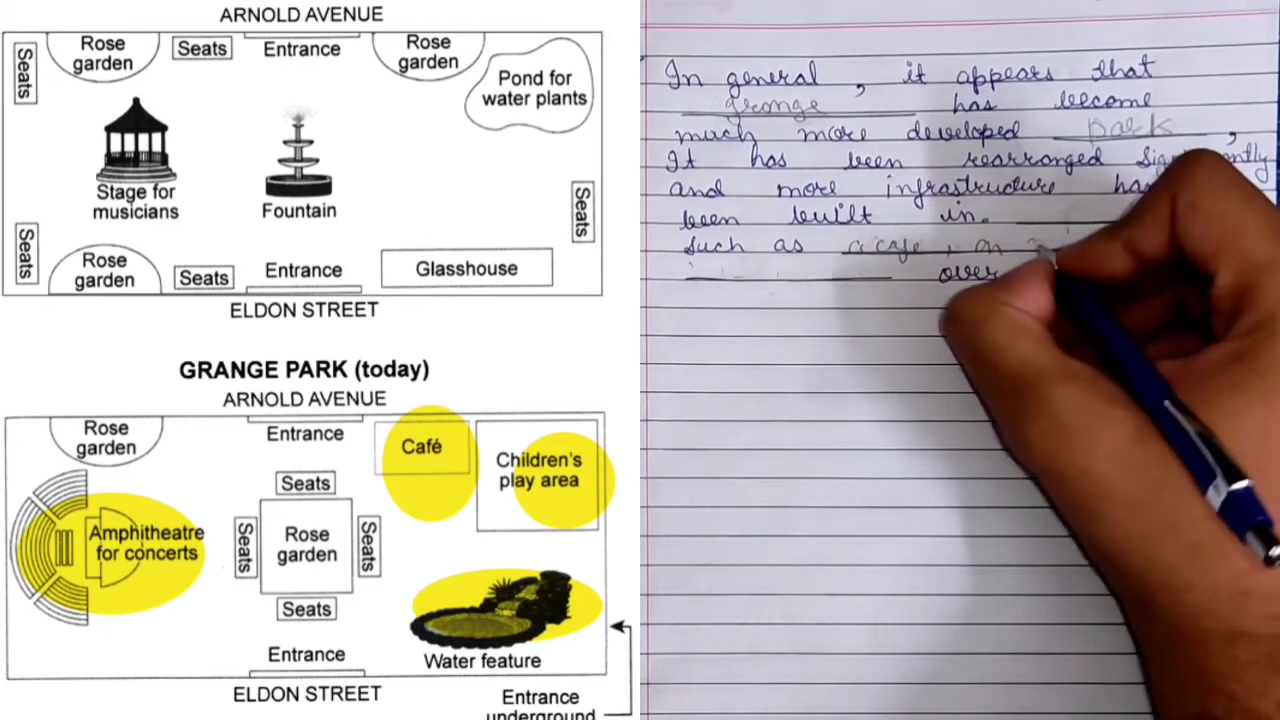 ARNOLD AVENUE
Rose garden
Seats
Entrance
Rose garden
Seats
Pond for water plants
Stage for musicians
Fountain
Seats
Seats
Rose garden
Seats
Entrance
Glasshouse
ELDON STREET
GRANGE PARK (today)
ARNOLD AVENUE
Rose garden
Entrance
Café
Children's play area
Seats
Amphitheatre for concerts
Seats
Rose garden
Seats
Seats
Entrance
Water feature
ELDON STREET
Entrance underground
In general , it appears that
gronge has become
much more developed park ,
It has been rearranged
and more infrastructure has
been built in.
such as a cafe , an
over